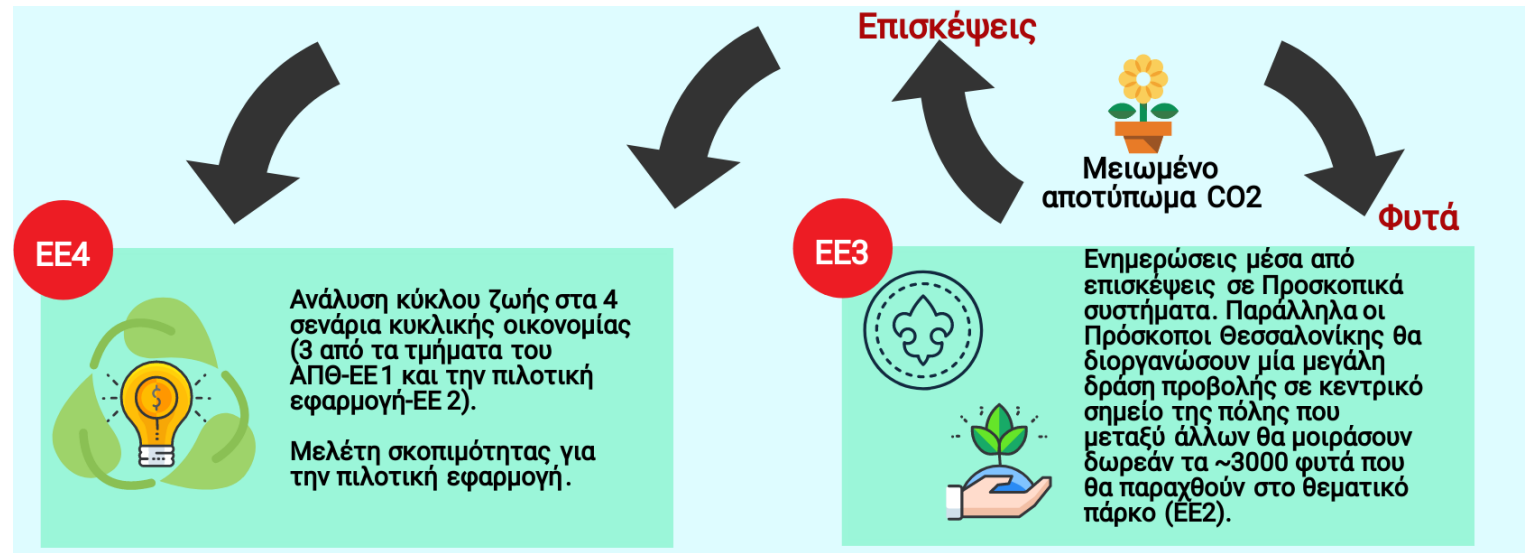 Επισκέψεις
Μειωμένο
αποτύπωμα CO2
Φυτά
ΕΕ4
Ανάλυση κύκλου ζωής στα 4
σενάρια κυκλικής οικονομίας
(3 από τα τμήματα του
ΑΠΘ-ΕΕ1 και την πιλοτική
εφαρμογή-ΕΕ 2).
Μελέτη σκοπιμότητας για
την πιλοτική εφαρμογή.
ΕΕ3
Ενημερώσεις μέσα από
επισκέψεις σε Προσκοπικά
συστήματα. Παράλληλα οι
Πρόσκοποι Θεσσαλονίκης θα
διοργανώσουν μία μεγάλη
δράση προβολής σε κεντρικό
σημείο της πόλης που
μεταξύ άλλων θα μοιράσουν
δωρεάν τα ~3000 φυτά που
θα παραχθούν στο θεματικό
πάρκο (ΕΕ2).